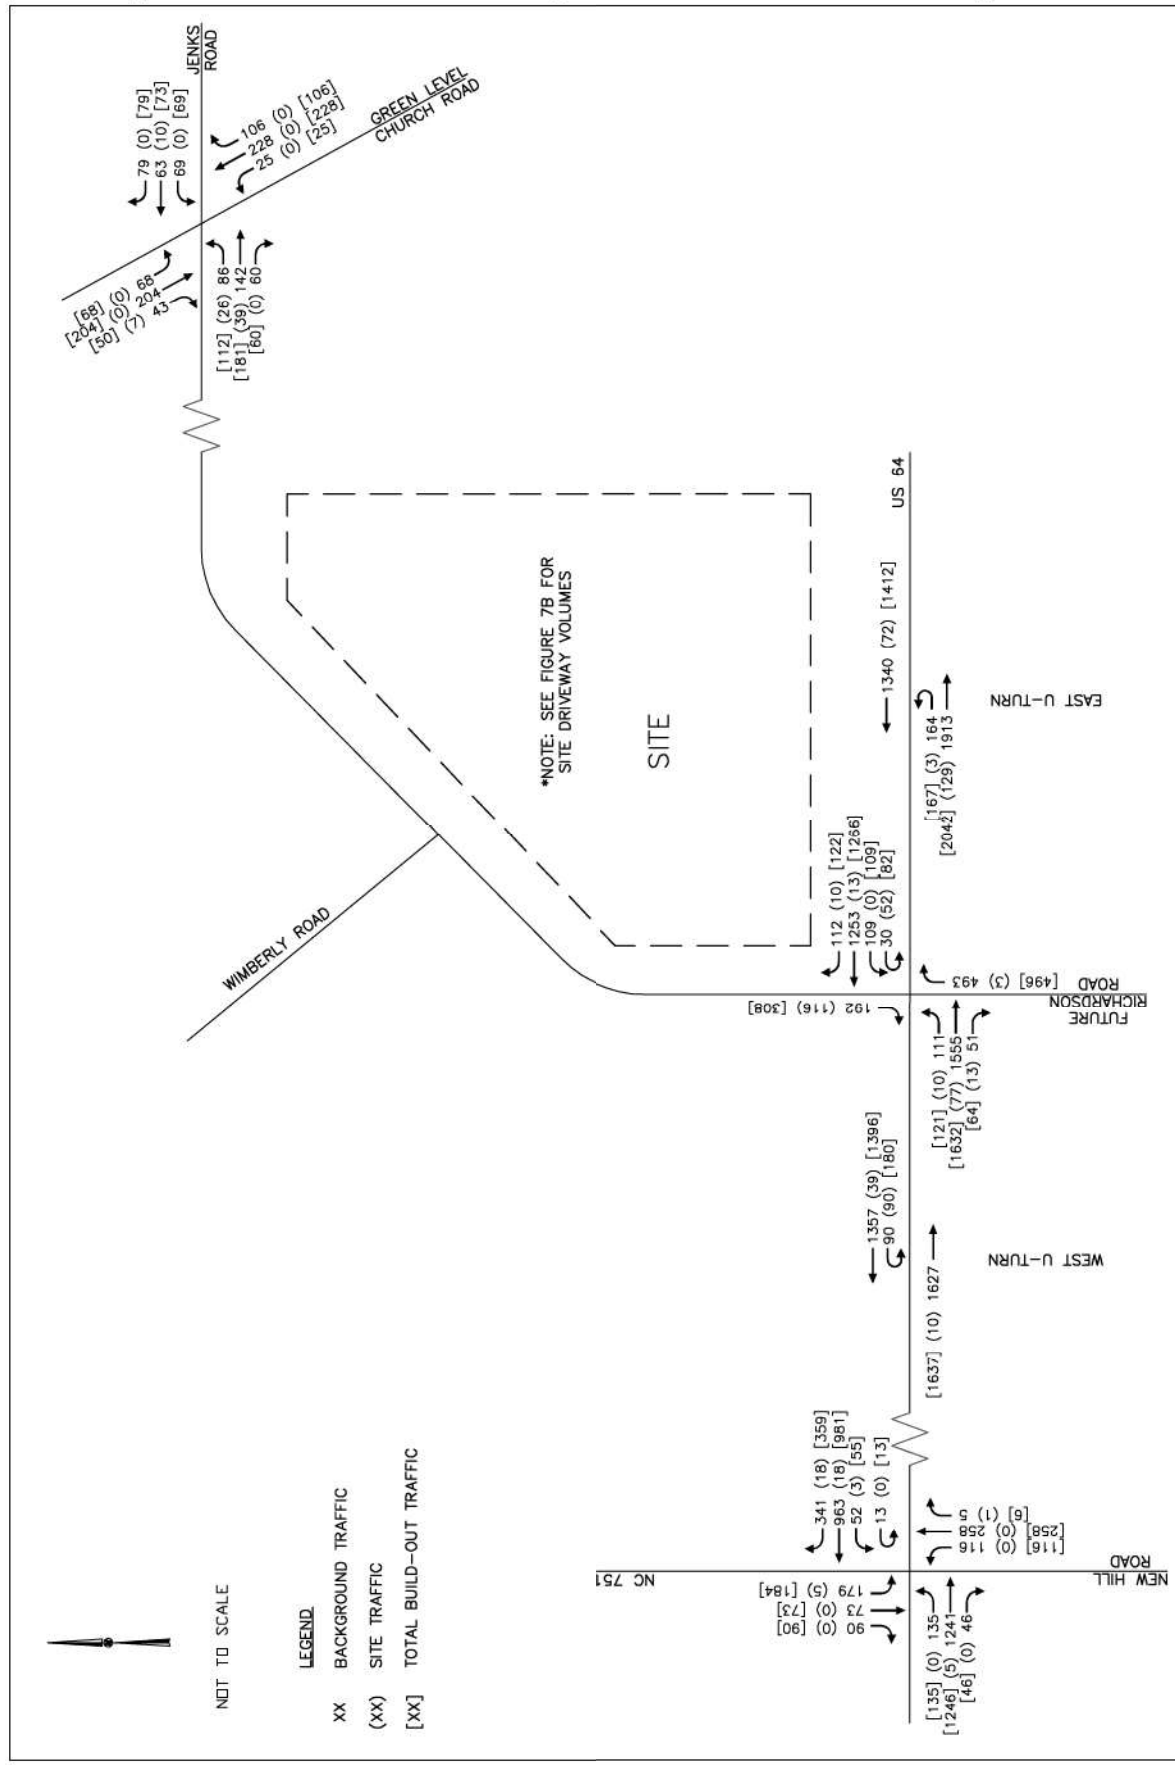 JENKS
ROAD
79 (0) [79]
63 (10) [73]
69 (0) [69]
106 (0) [106]
228 (0) [228]
25 (0) [25]
GREEN LEVEL
CHURCH ROAD
[68] (0) 68
[204] (0) 204
[50] (7) 43
[112] (26) 86
[181] (39) 142
[60] (0) 60
*NOTE: SEE FIGURE 7B FOR
SITE DRIVEWAY VOLUMES
SITE
WIMBERLY ROAD
US 64
1340 (72) [1412]
[167] (3) 164
[2042] (129) 1913
EAST U-TURN
112 (10) [122]
1253 (13) [1266]
109 (0) [109]
30 (52) [82]
192 (116) [308]
[496] (3) 493
FUTURE
RICHARDSON
ROAD
[121] (10) 111
[1632] (77) 1555
[64] (13) 51
1357 (39) [1396]
90 (90) [180]
[1637] (10) 1627
WEST U-TURN
341 (18) [359]
963 (18) [981]
52 (3) [55]
13 (0) [13]
[6] (1) 5
[258] (0) 258
[116] (0) 116
NC 751
NEW HILL
ROAD
179 (5) [184]
73 (0) [73]
90 (0) [90]
[135] (0) 135
[1246] (5) 1241
[46] (0) 46
NOT TO SCALE
LEGEND
XX BACKGROUND TRAFFIC
(XX) SITE TRAFFIC
[XX] TOTAL BUILD-OUT TRAFFIC